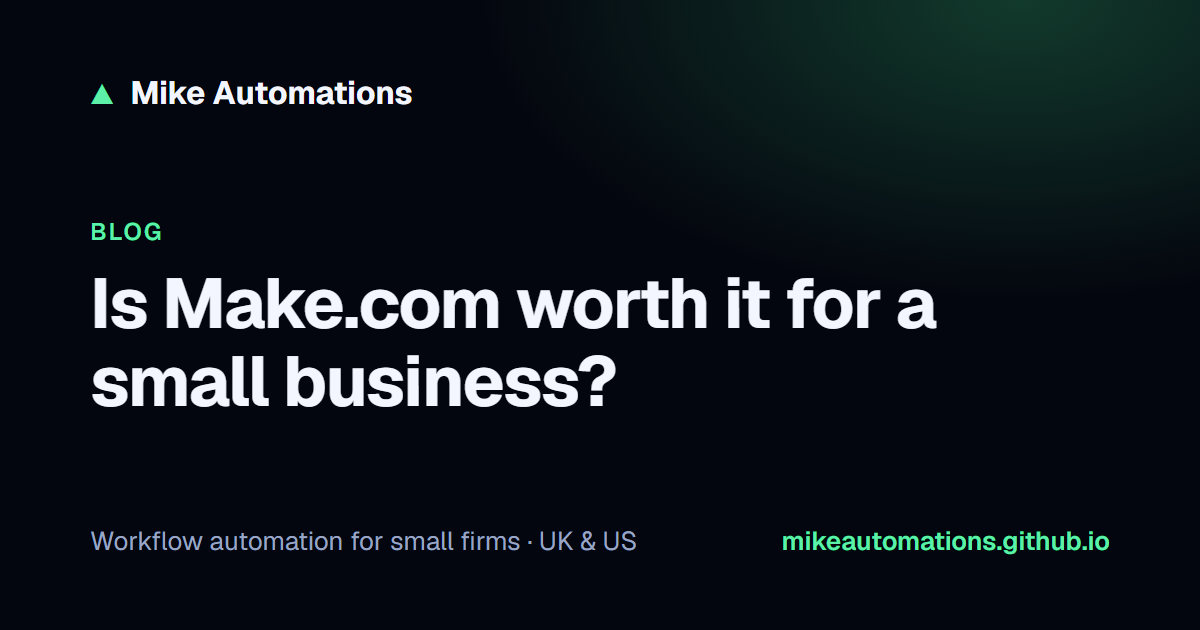 Mike Automations
BLOG
Is Make.com worth it for a
small business?
Workflow automation for small firms · UK & US
mikeautomations.github.io